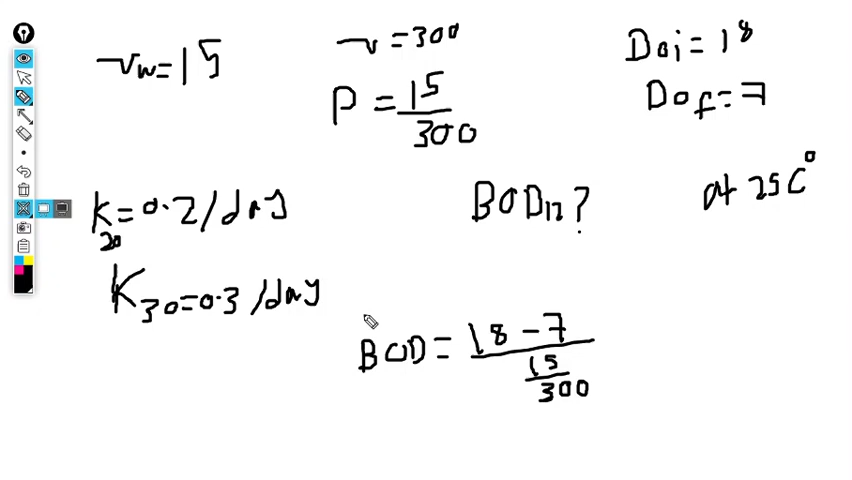 Vw=15
V=300
Doi=18
P=15/300
Dof=7
K20=0.2/day
BOD12?
at 25C°
K30=0.3/day
BOD=18-7/15/300